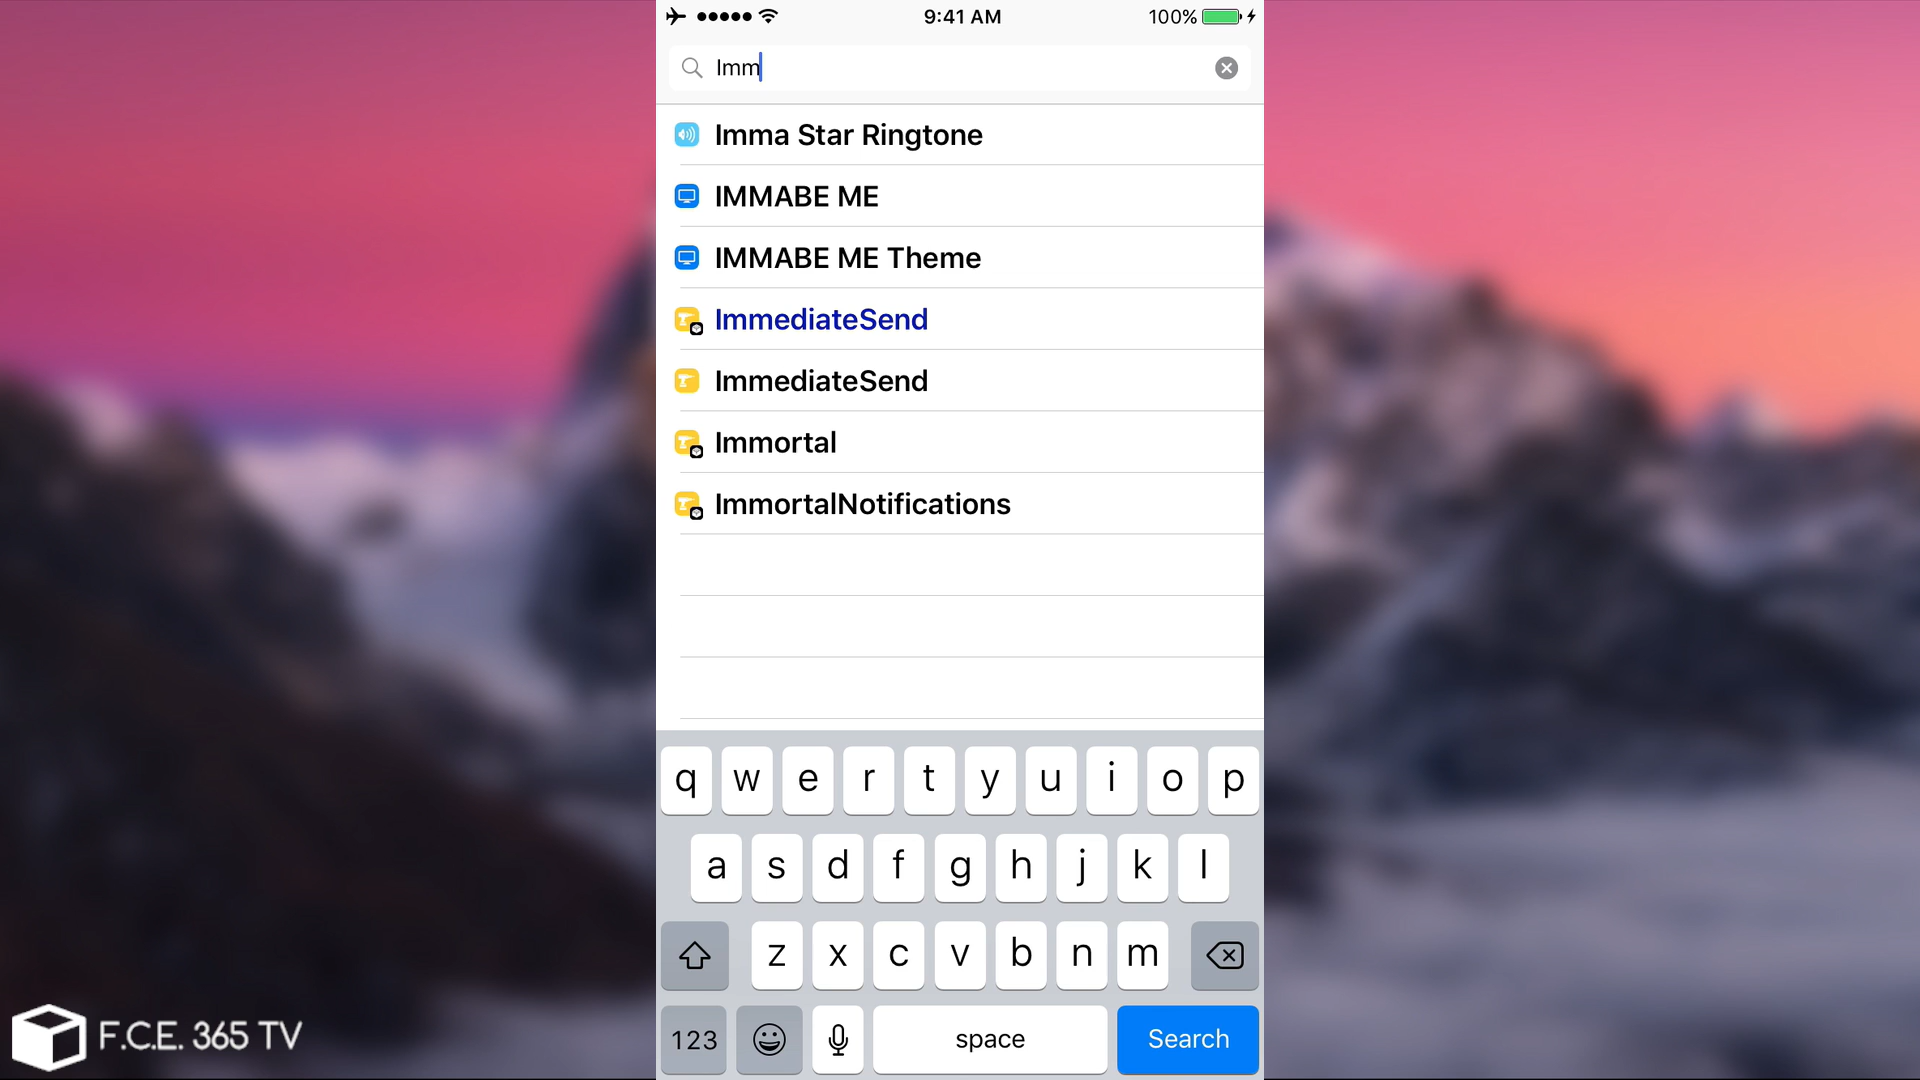 9:41 AM
100%
Imm
Imma Star Ringtone
IMMABE ME
IMMABE ME Theme
ImmediateSend
ImmediateSend
Immortal
ImmortalNotifications
q w e r t y u i o p
a s d f g h j k l
z x c v b n m
123 space Search
F.C.E. 365 TV